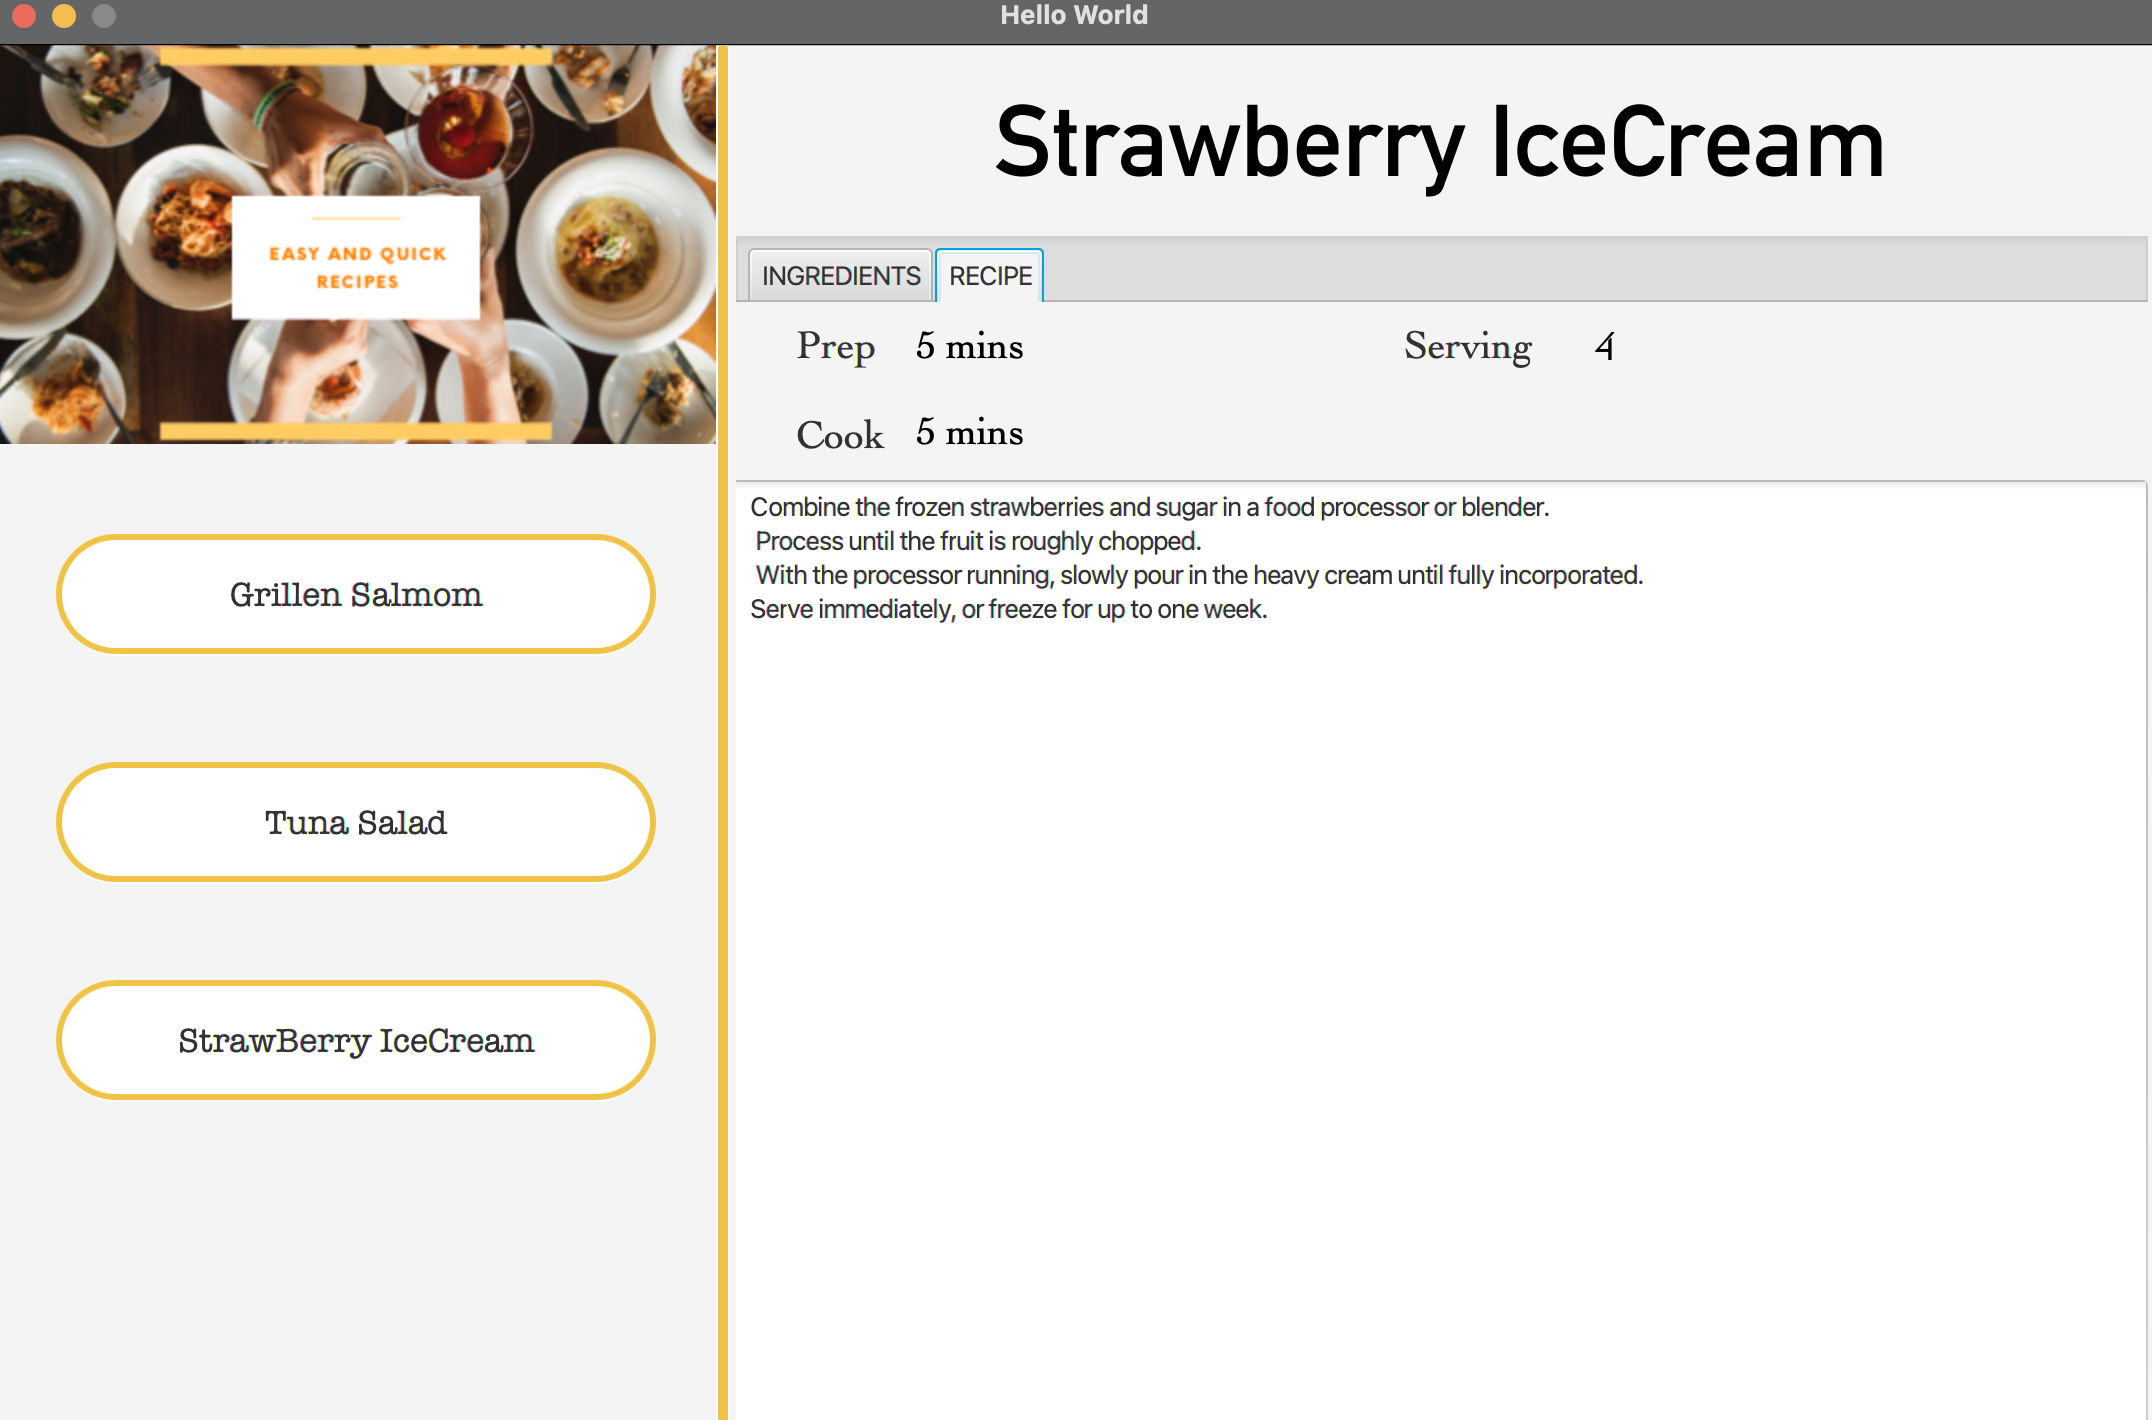 Hello World
EASY AND QUICK
RECIPES
Grillen Salmom
Tuna Salad
StrawBerry IceCream
Strawberry IceCream
INGREDIENTS RECIPE
Prep 5 mins Serving 4
Cook 5 mins
Combine the frozen strawberries and sugar in a food processor or blender.
Process until the fruit is roughly chopped.
With the processor running, slowly pour in the heavy cream until fully incorporated.
Serve immediately, or freeze for up to one week.